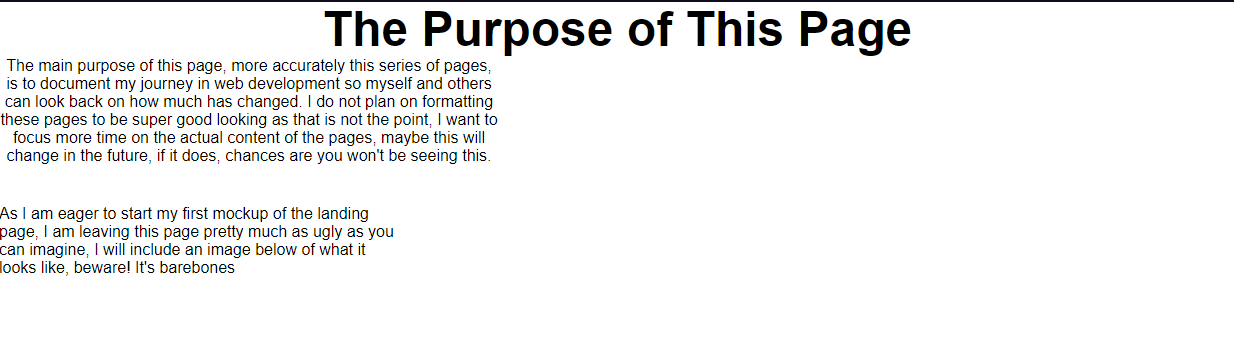 The Purpose of This Page
The main purpose of this page, more accurately this series of pages,
is to document my journey in web development so myself and others
can look back on how much has changed. I do not plan on formatting
these pages to be super good looking as that is not the point, I want to
focus more time on the actual content of the pages, maybe this will
change in the future, if it does, chances are you won't be seeing this.
As I am eager to start my first mockup of the landing
page, I am leaving this page pretty much as ugly as you
can imagine, I will include an image below of what it
looks like, beware! It's barebones